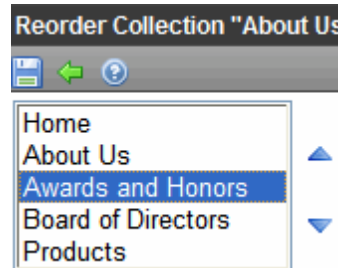 Reorder Collection "About Us
Home
About Us
Awards and Honors
Board of Directors
Products